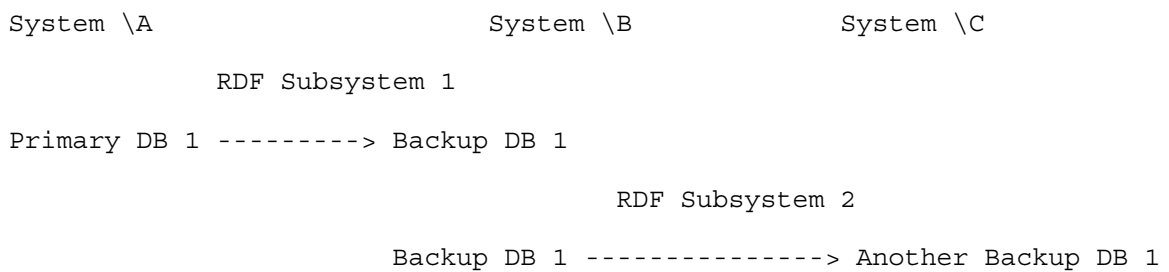 System \A System \B System \C
RDF Subsystem 1
Primary DB 1 ---------> Backup DB 1
RDF Subsystem 2
Backup DB 1 ---------------> Another Backup DB 1